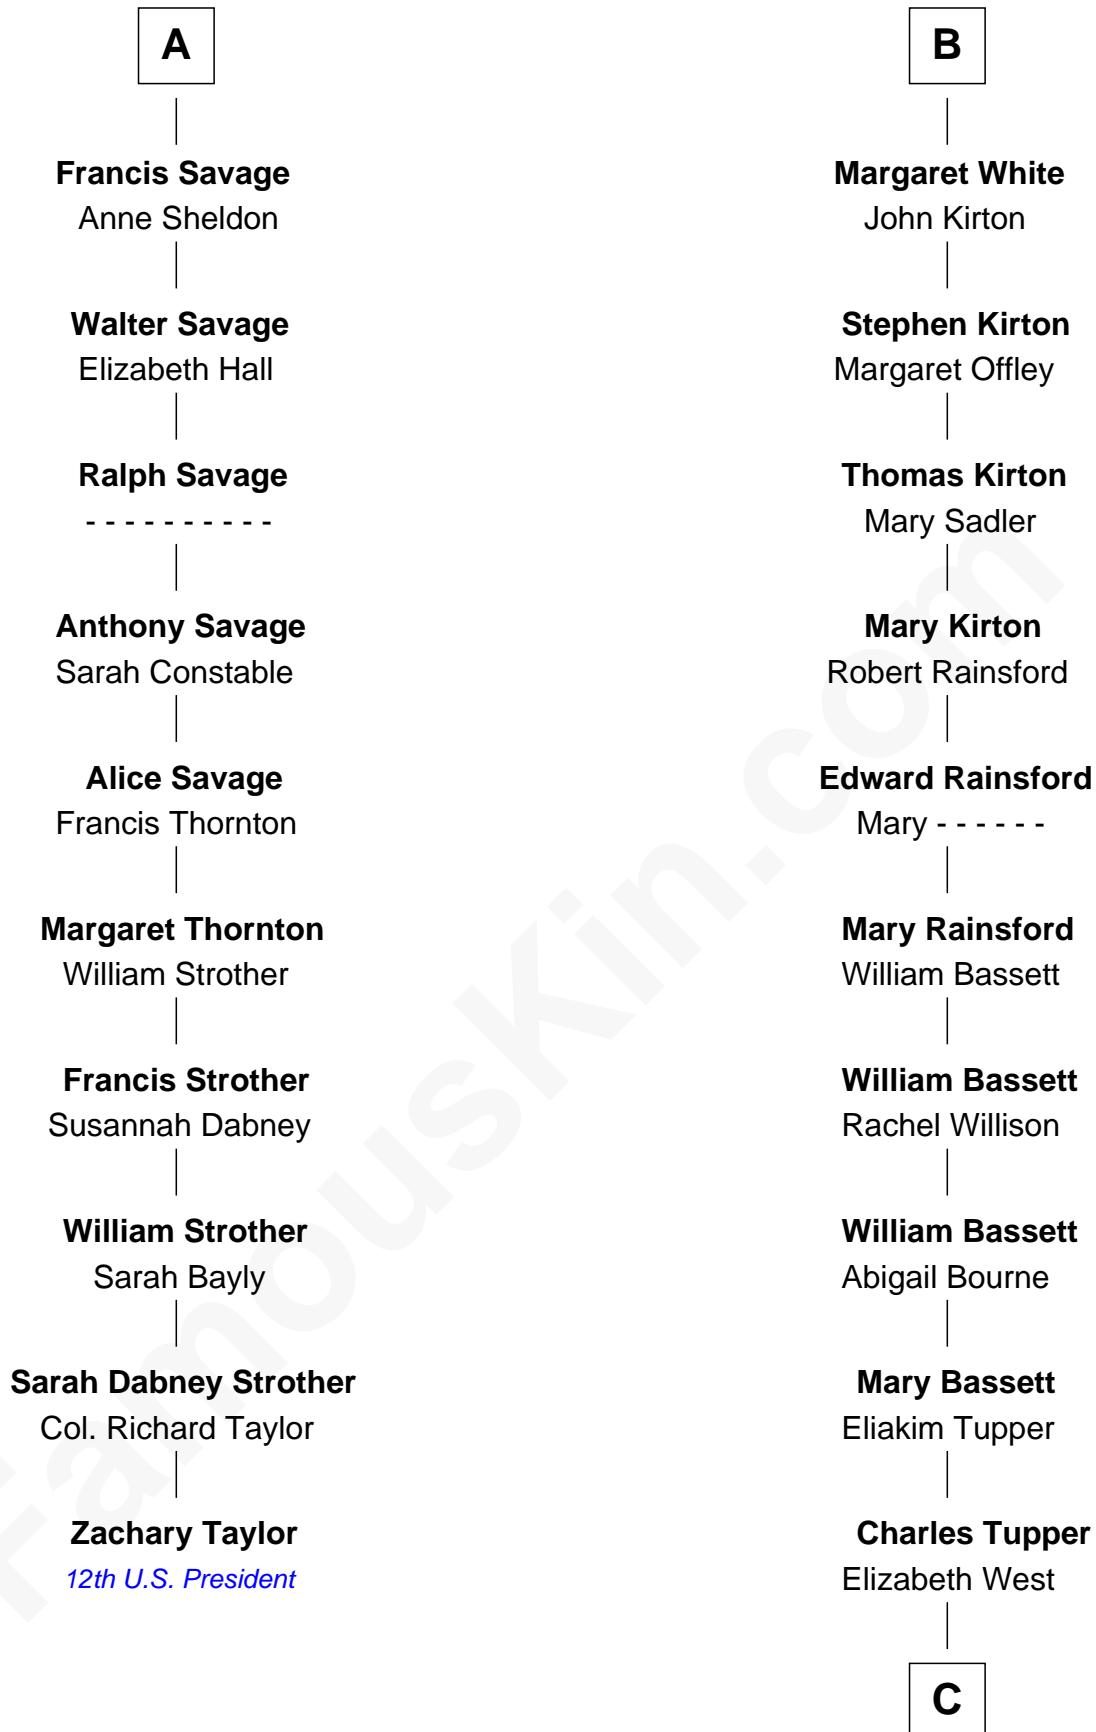 A
Francis Savage
Anne Sheldon
Walter Savage
Elizabeth Hall
Ralph Savage
- - - - - - - - - -
Anthony Savage
Sarah Constable
Alice Savage
Francis Thornton
Margaret Thornton
William Strother
Francis Strother
Susannah Dabney
William Strother
Sarah Bayly
Sarah Dabney Strother
Col. Richard Taylor
Zachary Taylor
12th U.S. President
B
Margaret White
John Kirton
Stephen Kirton
Margaret Offley
Thomas Kirton
Mary Sadler
Mary Kirton
Robert Rainsford
Edward Rainsford
Mary - - - - - -
Mary Rainsford
William Bassett
William Bassett
Rachel Willison
William Bassett
Abigail Bourne
Mary Bassett
Eliakim Tupper
Charles Tupper
Elizabeth West
C
FamousKin.com